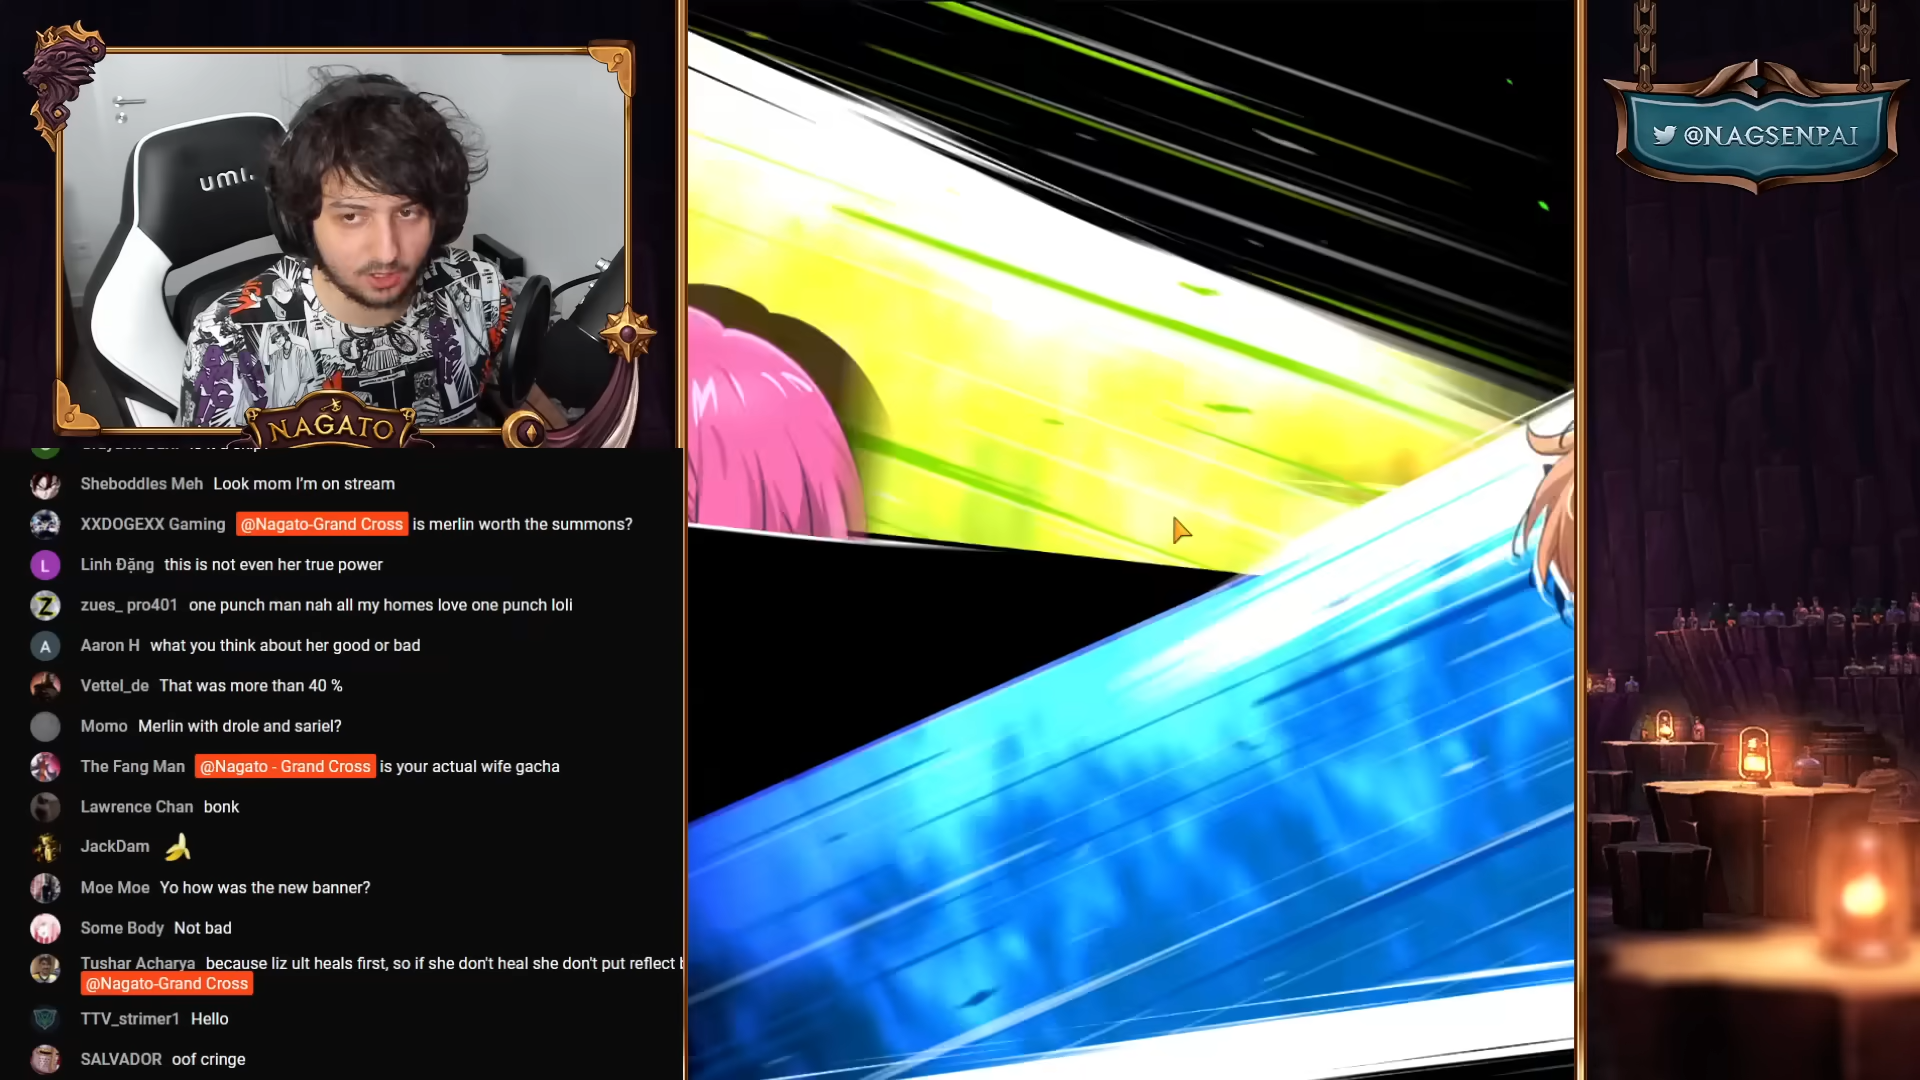 umi.
NAGATO
@NAGSENPAI
Sheboddles Meh Look mom I'm on stream
XXDOGEXX Gaming @Nagato-Grand Cross is merlin worth the summons?
L Linh Đặng this is not even her true power
zues_ pro401 one punch man nah all my homes love one punch loli
A Aaron H what you think about her good or bad
Vettel_de That was more than 40 %
Momo Merlin with drole and sariel?
The Fang Man @Nagato - Grand Cross is your actual wife gacha
Lawrence Chan bonk
JackDam 🍌
Moe Moe Yo how was the new banner?
Some Body Not bad
Tushar Acharya because liz ult heals first, so if she don't heal she don't put reflect
@Nagato-Grand Cross
TTV_strimer1 Hello
SALVADOR oof cringe